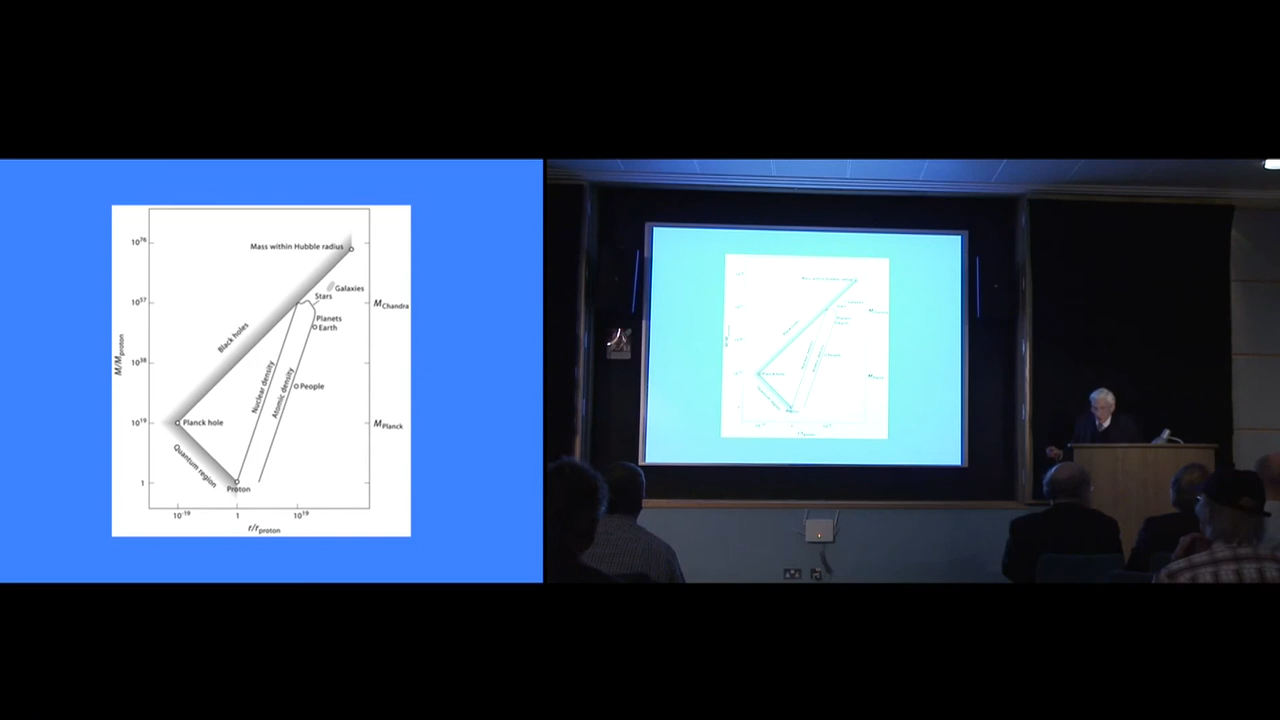 10^76
Mass within Hubble radius
Galaxies
Stars
10^57
M_Chandra
Planets
Earth
Black holes
M/M_proton
10^38
Nuclear density
Atomic density
People
10^19
Planck hole
M_Planck
Quantum region
1
Proton
10^-19
1
10^19
r/r_proton